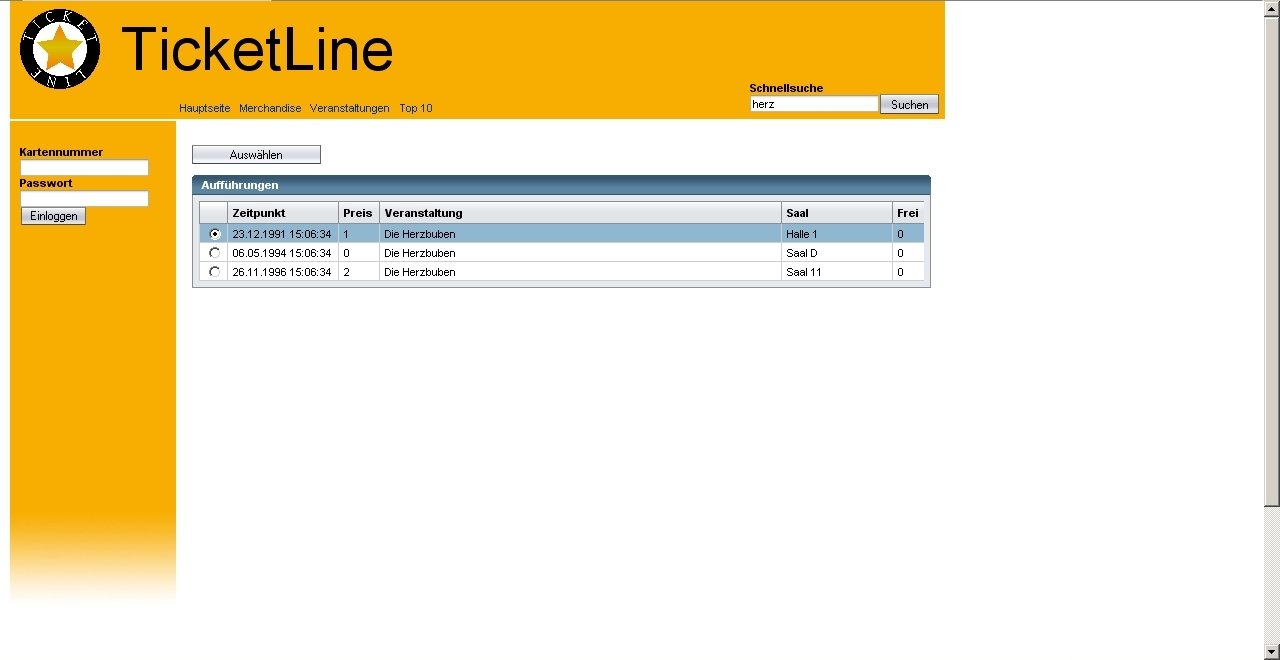 TICKET LINE
TicketLine
Schnellsuche
herz Suchen
Hauptseite Merchandise Veranstaltungen Top 10
Kartennummer
Passwort
Einloggen
Auswählen
Aufführungen
Zeitpunkt Preis Veranstaltung Saal Frei
23.12.1991 15:06:34 1 Die Herzbuben Halle 1 0
06.05.1994 15:06:34 0 Die Herzbuben Saal D 0
26.11.1996 15:06:34 2 Die Herzbuben Saal 11 0